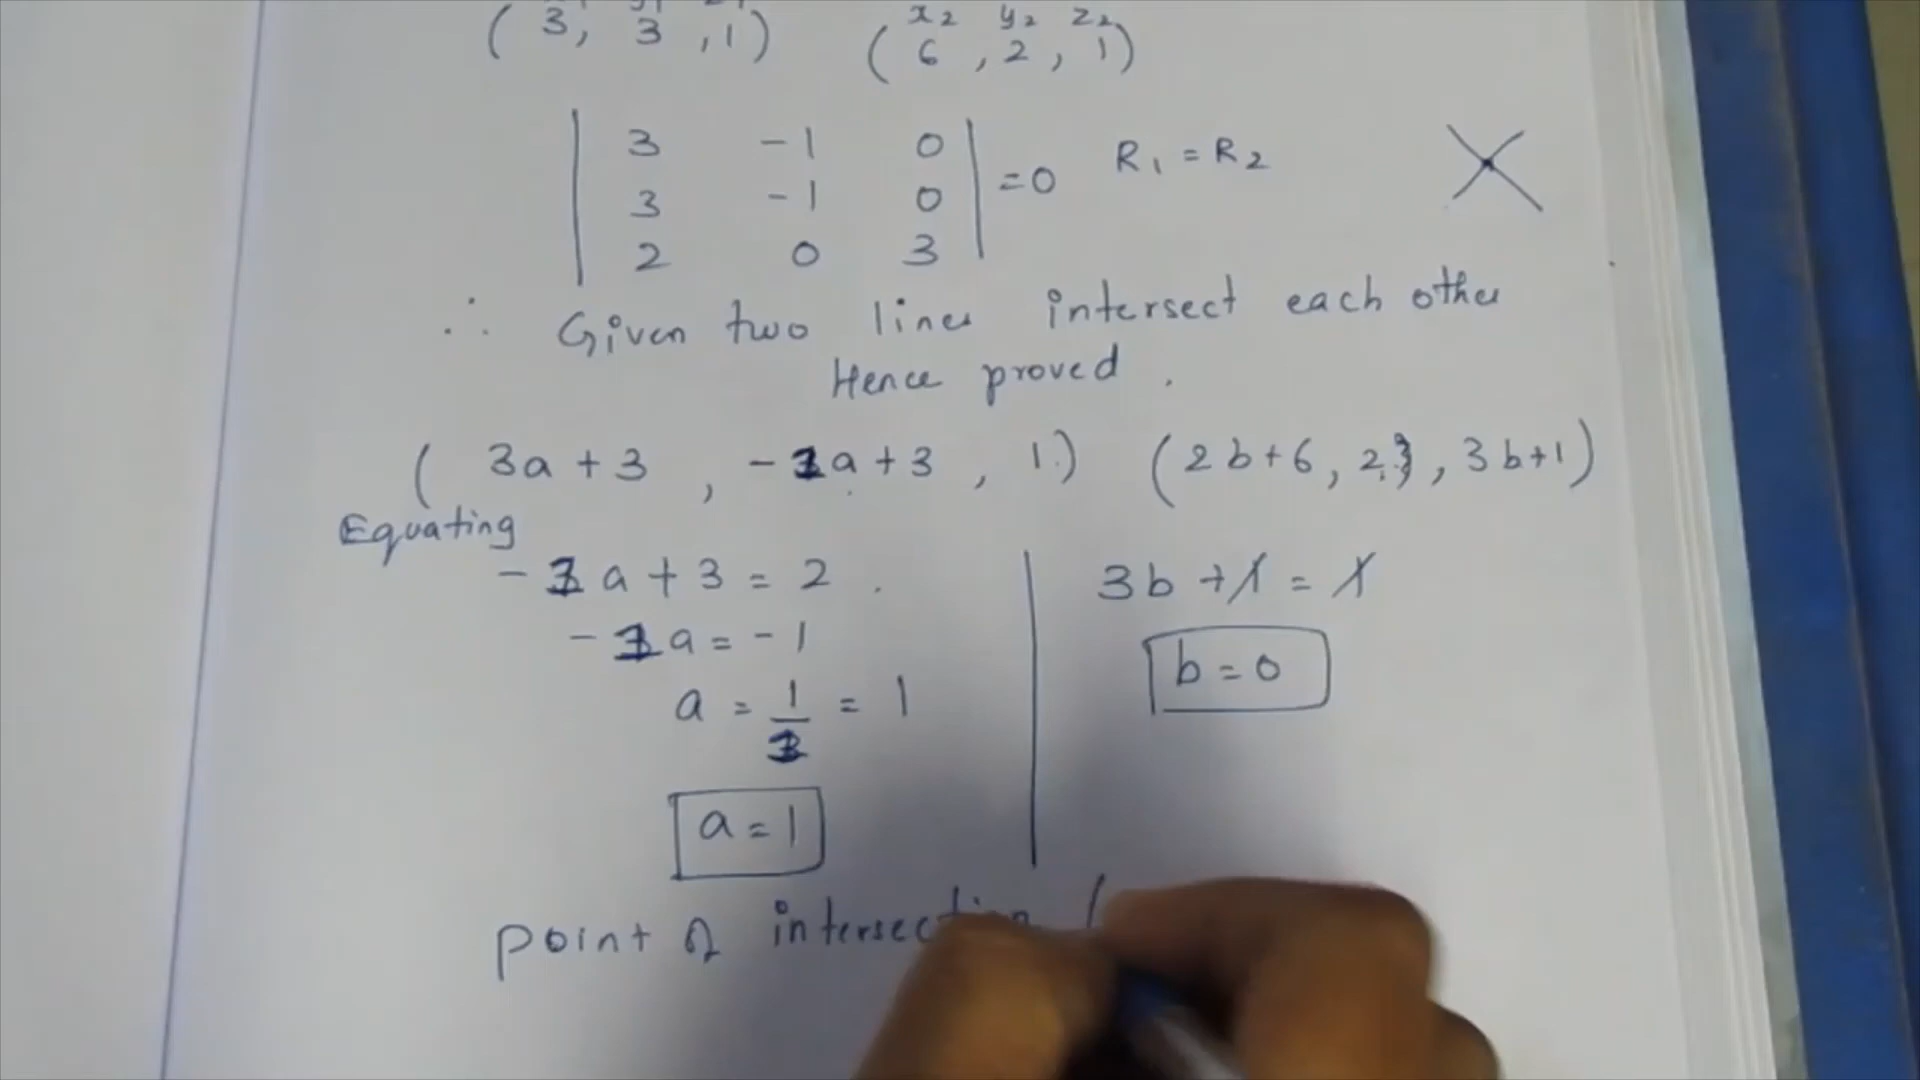 x2 y2 z2
(3, 3, 1) (6, 2, 1)
| 3 -1 0 |
| 3 -1 0 | =0 R1 = R2
| 2 0 3 |
∴ Given two lines intersect each other
Hence proved.
(3a+3, -1a+3, 1) (2b+6, 2, 3b+1)
Equating
-1a+3 = 2. 3b+1 = 1
-1a = -1 b = 0
a = 1/1 = 1
a = 1
point of intersection (